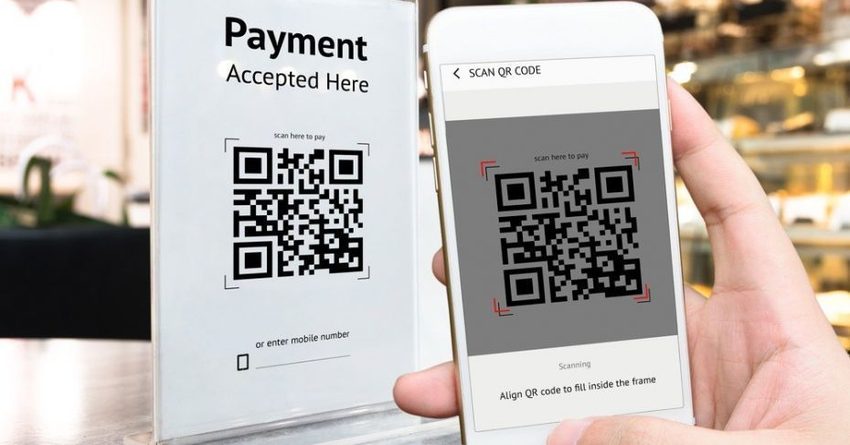 Payment
Accepted Here
scan here to pay
or enter mobile number
SCAN QR CODE
scan here to pay
Scanning
Align QR code to fill inside the frame